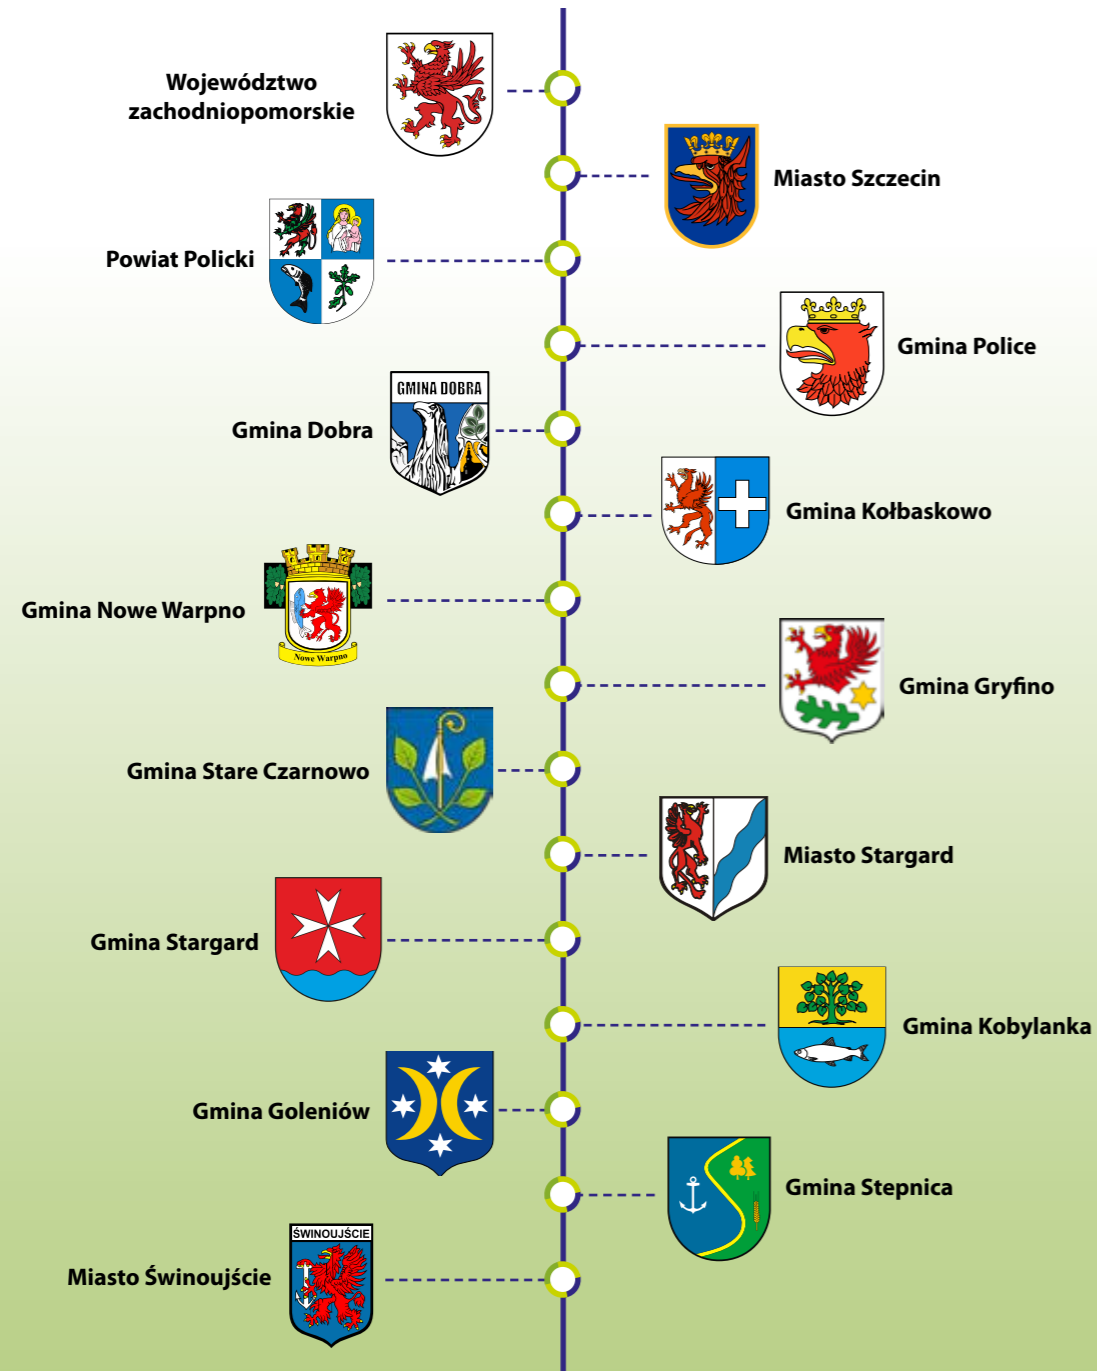 Województwo
zachodniopomorskie
Miasto Szczecin
Powiat Policki
Gmina Police
GMINA DOBRA
Gmina Dobra
Gmina Kołbaskowo
Gmina Nowe Warpno
Nowe Warpno
Gmina Gryfino
Gmina Stare Czarnowo
Miasto Stargard
Gmina Stargard
Gmina Kobylanka
Gmina Goleniów
Gmina Stepnica
ŚWINOUJŚCIE
Miasto Świnoujście